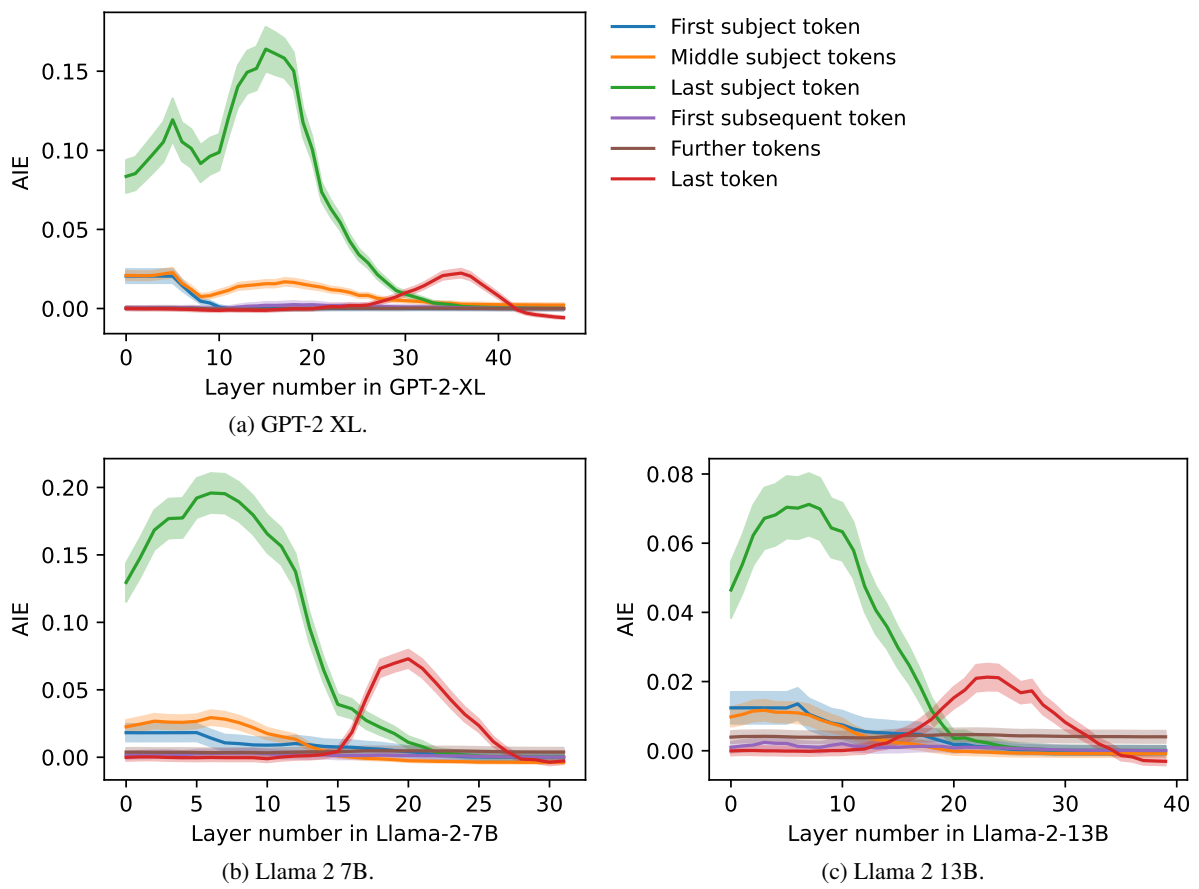 First subject token
Middle subject tokens
Last subject token
First subsequent token
Further tokens
Last token
AIE
0.15
0.10
0.05
0.00
0 10 20 30 40
Layer number in GPT-2-XL
(a) GPT-2 XL.
AIE
0.20
0.15
0.10
0.05
0.00
0 5 10 15 20 25 30
Layer number in Llama-2-7B
(b) Llama 2 7B.
AIE
0.08
0.06
0.04
0.02
0.00
0 10 20 30 40
Layer number in Llama-2-13B
(c) Llama 2 13B.